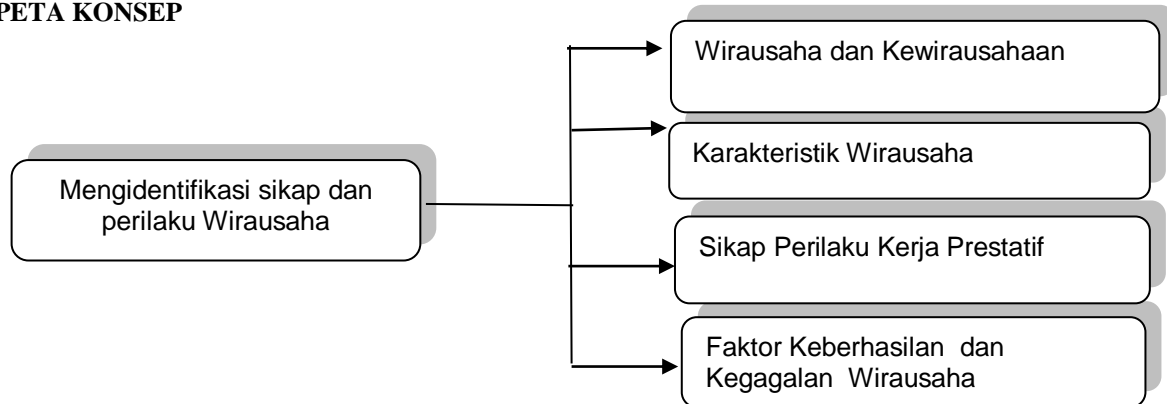 PETA KONSEP
Wirausaha dan Kewirausahaan
Karakteristik Wirausaha
Mengidentifikasi sikap dan
perilaku Wirausaha
Sikap Perilaku Kerja Prestatif
Faktor Keberhasilan dan
Kegagalan Wirausaha